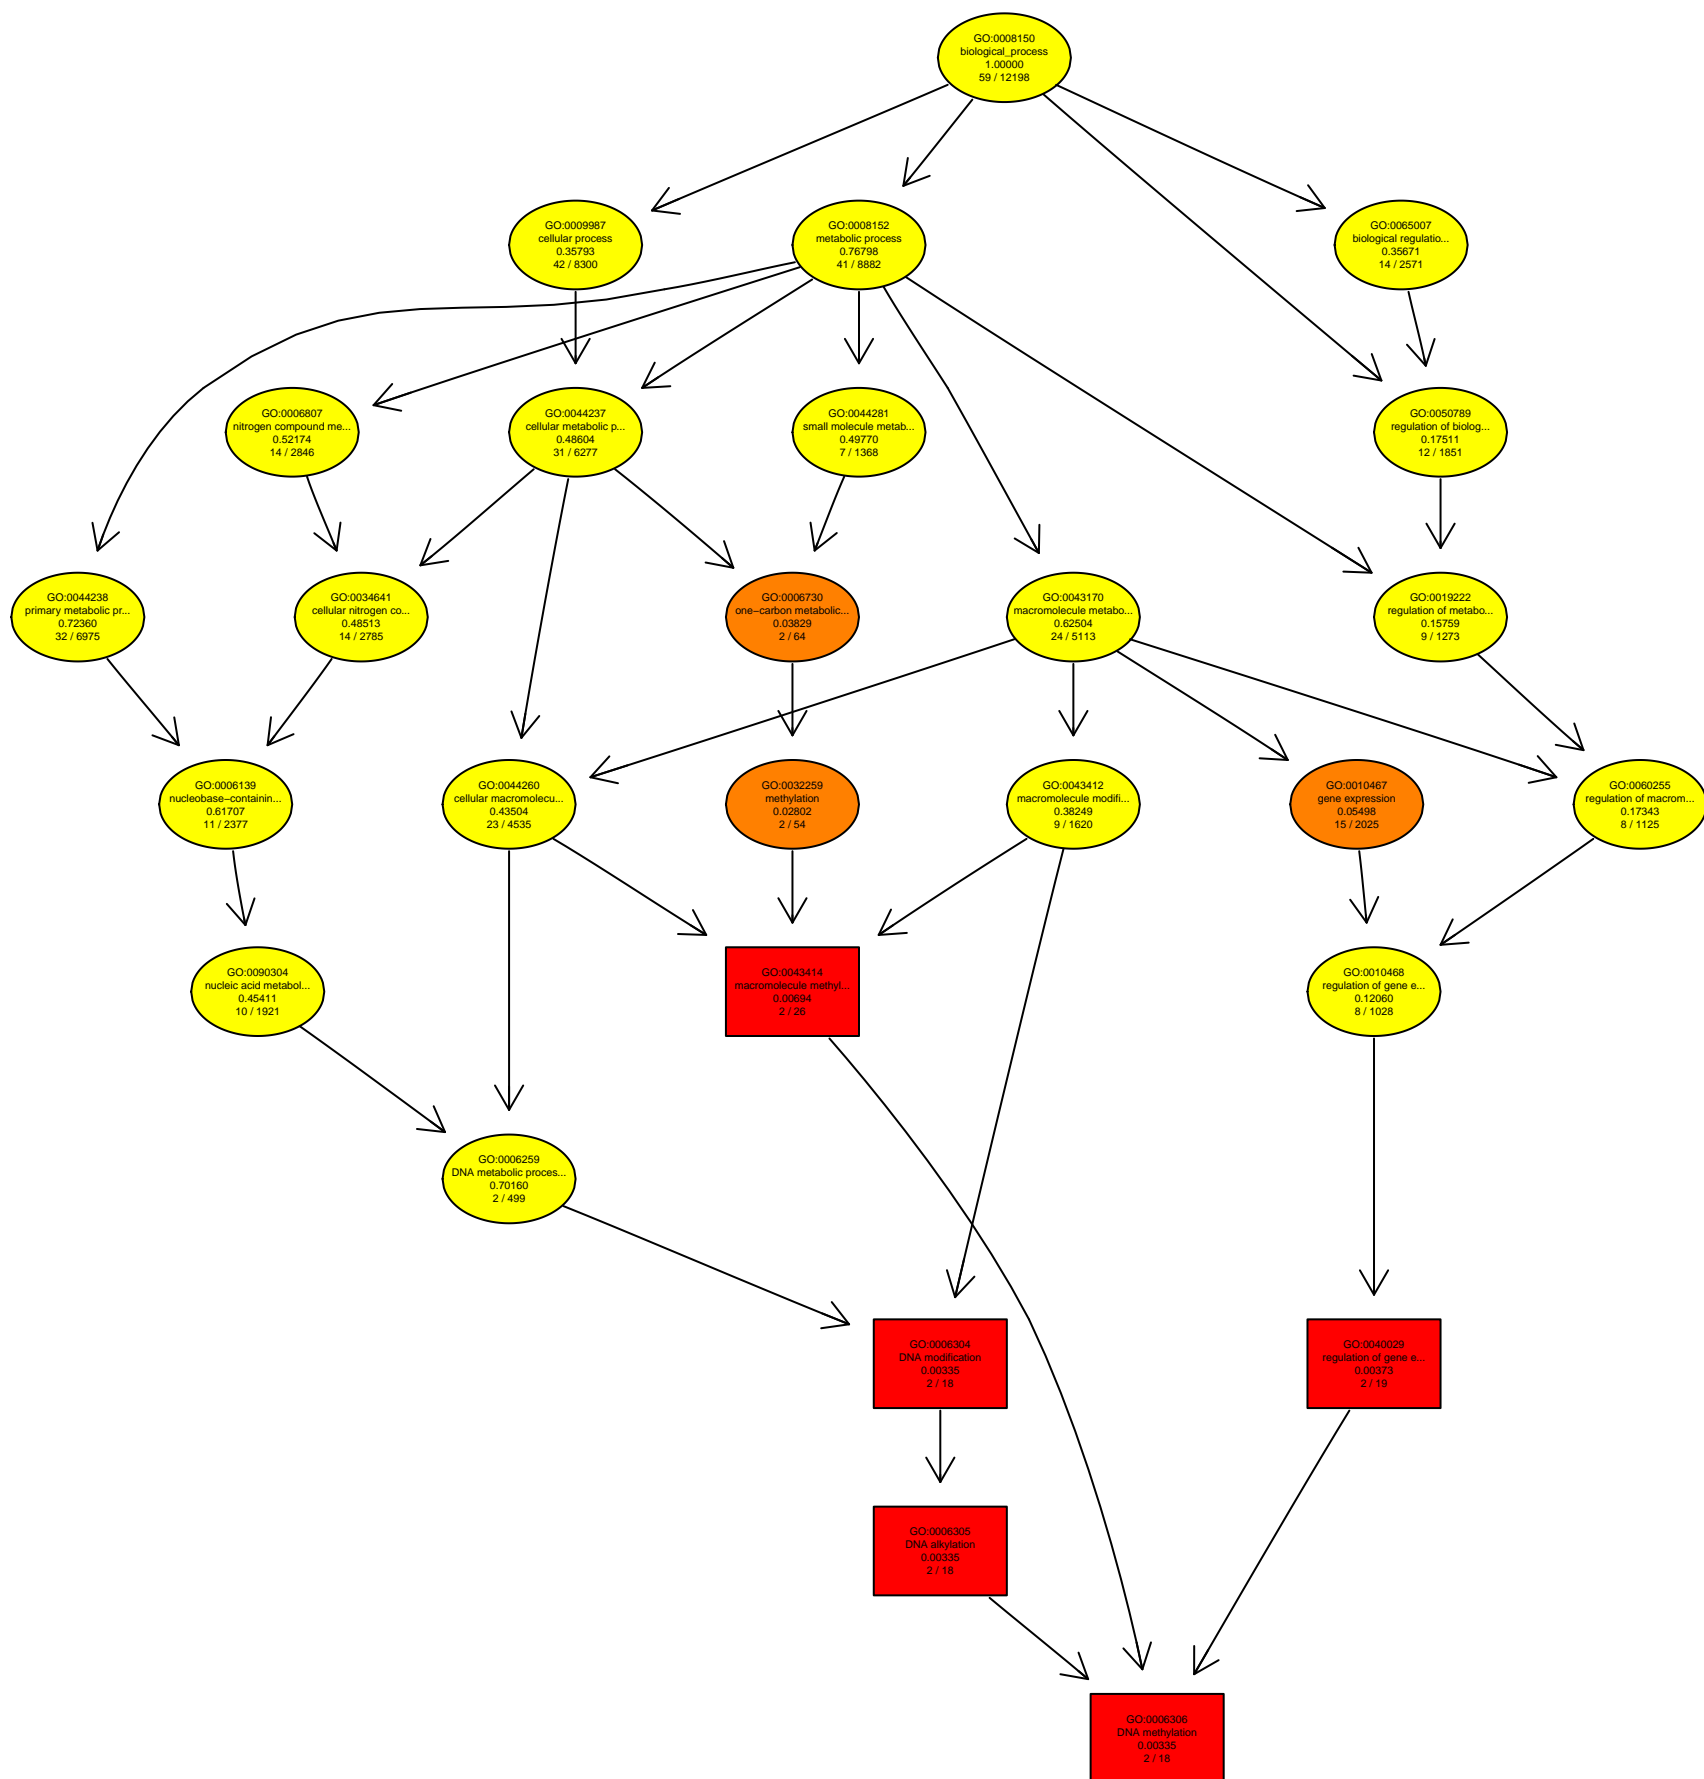 GO:0008150
biological_process
1.00000
59 / 12198
GO:0009987
cellular process
0.35793
42 / 8300
GO:0008152
metabolic process
0.76798
41 / 8882
GO:0065007
biological regulatio...
0.35671
14 / 2571
GO:0006807
nitrogen compound me...
0.52174
14 / 2846
GO:0044237
cellular metabolic p...
0.48604
31 / 6277
GO:0044281
small molecule metab...
0.49770
7 / 1368
GO:0050789
regulation of biolog...
0.17511
12 / 1851
GO:0044238
primary metabolic pr...
0.72360
32 / 6975
GO:0034641
cellular nitrogen co...
0.48513
14 / 2785
GO:0006730
one−carbon metabolic...
0.03829
2 / 64
GO:0043170
macromolecule metabo...
0.62504
24 / 5113
GO:0019222
regulation of metabo...
0.15759
9 / 1273
GO:0006139
nucleobase−containin...
0.61707
11 / 2377
GO:0044260
cellular macromolecu...
0.43504
23 / 4535
GO:0032259
methylation
0.02802
2 / 54
GO:0043412
macromolecule modifi...
0.38249
9 / 1620
GO:0010467
gene expression
0.05498
15 / 2025
GO:0060255
regulation of macrom...
0.17343
8 / 1125
GO:0090304
nucleic acid metabol...
0.45411
10 / 1921
GO:0043414
macromolecule methyl...
0.00694
2 / 26
GO:0010468
regulation of gene e...
0.12060
8 / 1028
GO:0006259
DNA metabolic proces...
0.70160
2 / 499
GO:0006304
DNA modification
0.00335
2 / 18
GO:0040029
regulation of gene e...
0.00373
2 / 19
GO:0006305
DNA alkylation
0.00335
2 / 18
GO:0006306
DNA methylation
0.00335
2 / 18